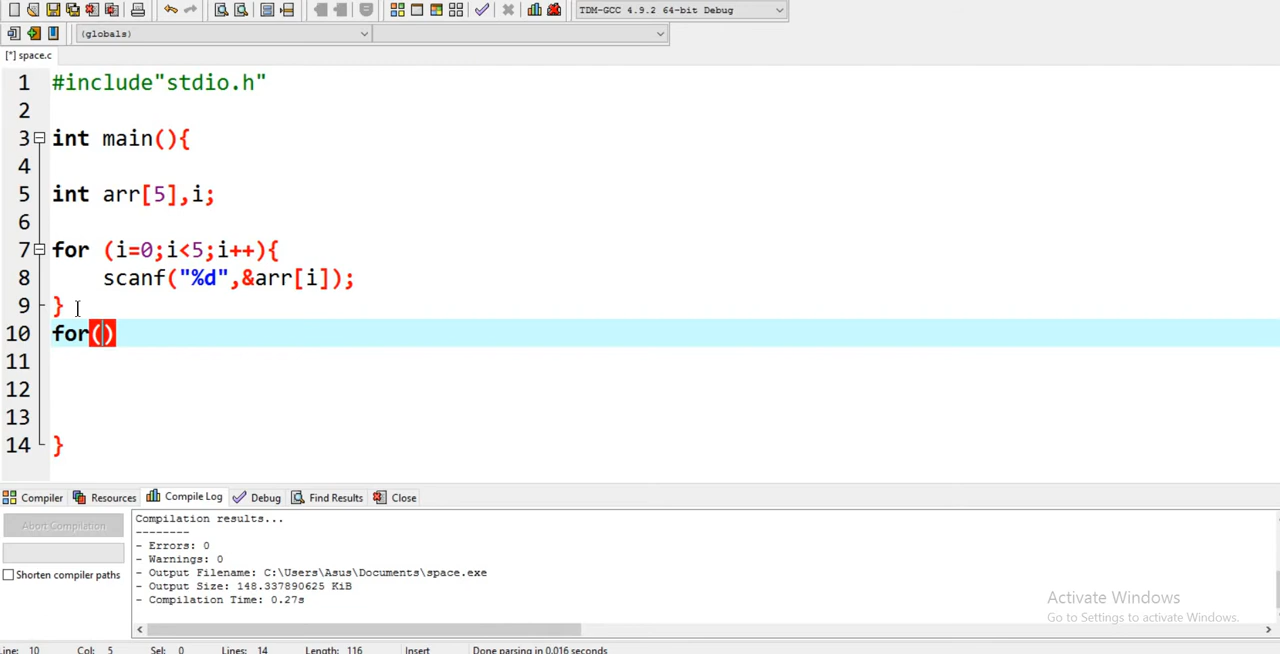 TDM-GCC 4.9.2 64-bit Debug
(globals)
[*] space.c
1 #include"stdio.h"
2
3 int main(){
4
5 int arr[5],i;
6
7 for (i=0;i<5;i++){
8 scanf("%d",&arr[i]);
9 }
10 for()
11
12
13
14 }
Compiler Resources Compile Log Debug Find Results Close
Abort Compilation
Shorten compiler paths
Compilation results...
--------
- Errors: 0
- Warnings: 0
- Output Filename: C:\Users\Asus\Documents\space.exe
- Output Size: 148.337890625 KiB
- Compilation Time: 0.27s
Activate Windows
Go to Settings to activate Windows.
Line: 10 Col: 5 Sel: 0 Lines: 14 Length: 116 Insert Done parsing in 0.016 seconds